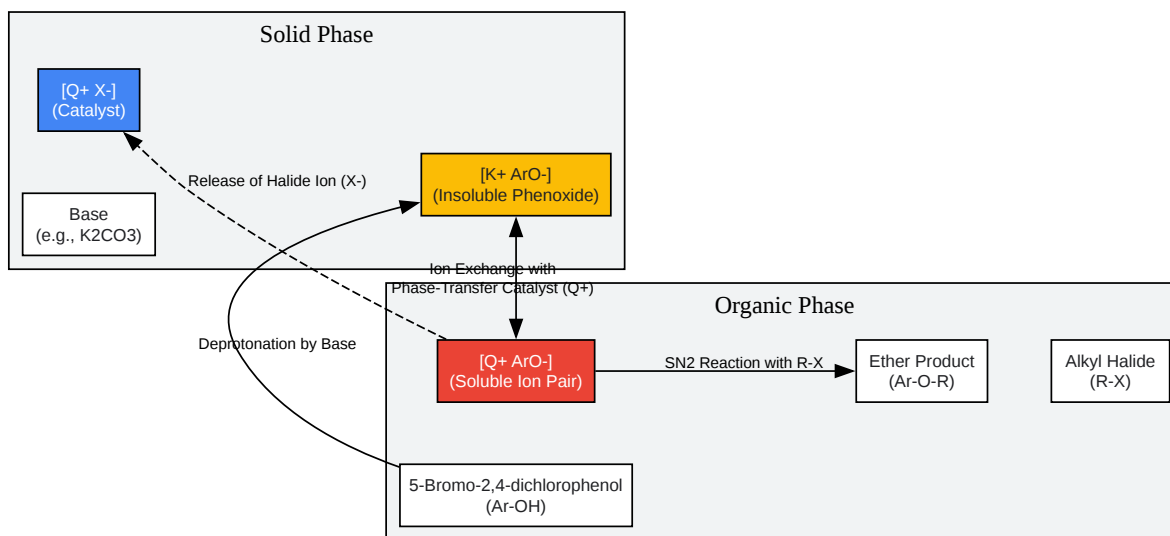 Solid Phase
[Q+ X-]
(Catalyst)
Release of Halide Ion (X-)
[K+ ArO-]
(Insoluble Phenoxide)
Base
(e.g., K2CO3)
Ion Exchange with
Phase-Transfer Catalyst (Q+)
Organic Phase
Deprotonation by Base
[Q+ ArO-]
(Soluble Ion Pair)
SN2 Reaction with R-X
Ether Product
(Ar-O-R)
Alkyl Halide
(R-X)
5-Bromo-2,4-dichlorophenol
(Ar-OH)